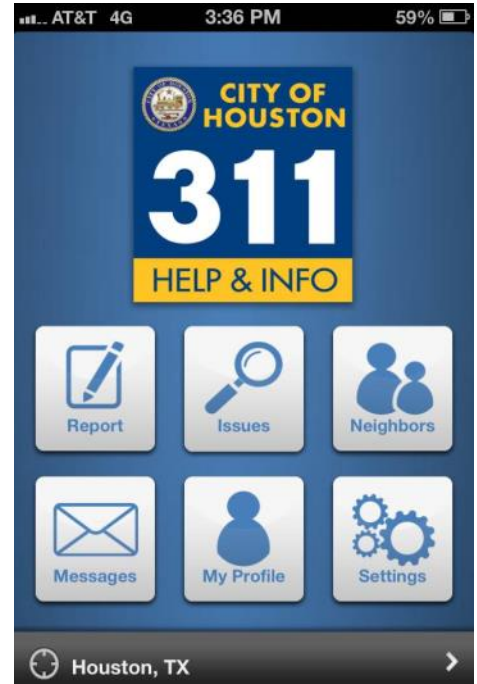 AT&T 4G 3:36 PM 59%
CITY OF
HOUSTON
311
HELP & INFO
Report Issues Neighbors
Messages My Profile Settings
Houston, TX